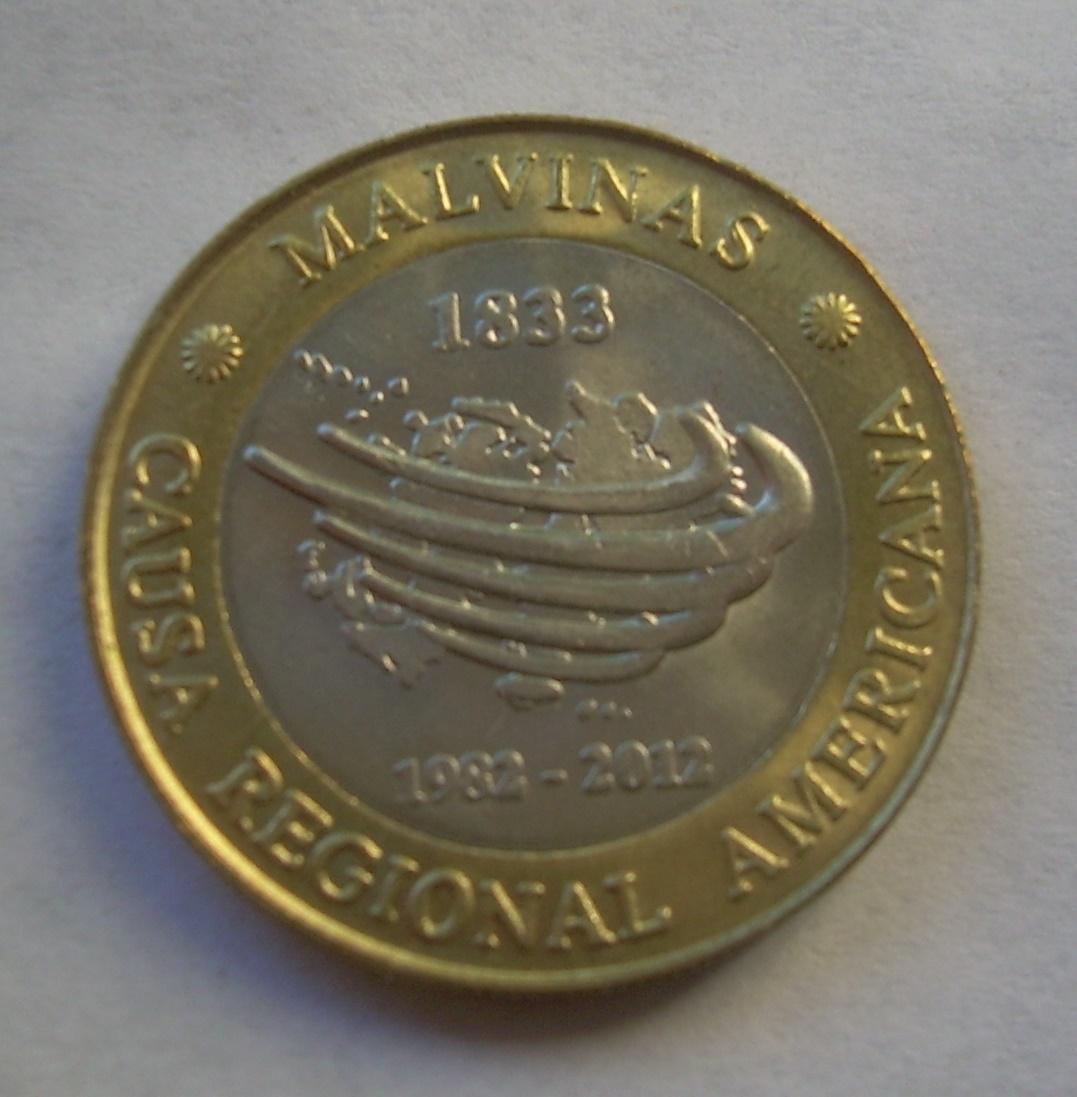 MALVINAS
1833
1982 - 2012
CAUSA REGIONAL AMERICANA